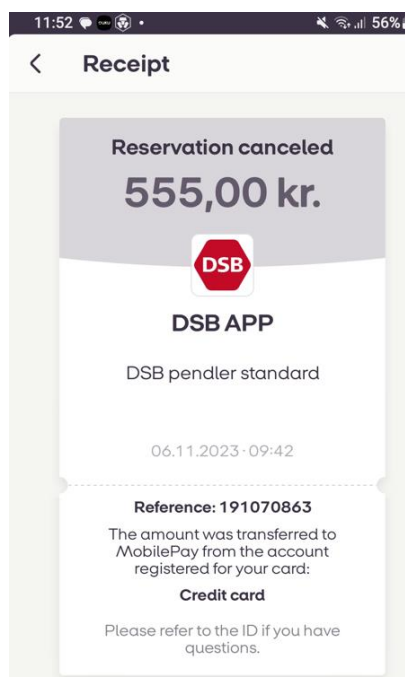 11:52 56%
Receipt
Reservation canceled
555,00 kr.
DSB
DSB APP
DSB pendler standard
06.11.2023 · 09:42
Reference: 191070863
The amount was transferred to
MobilePay from the account
registered for your card:
Credit card
Please refer to the ID if you have
questions.